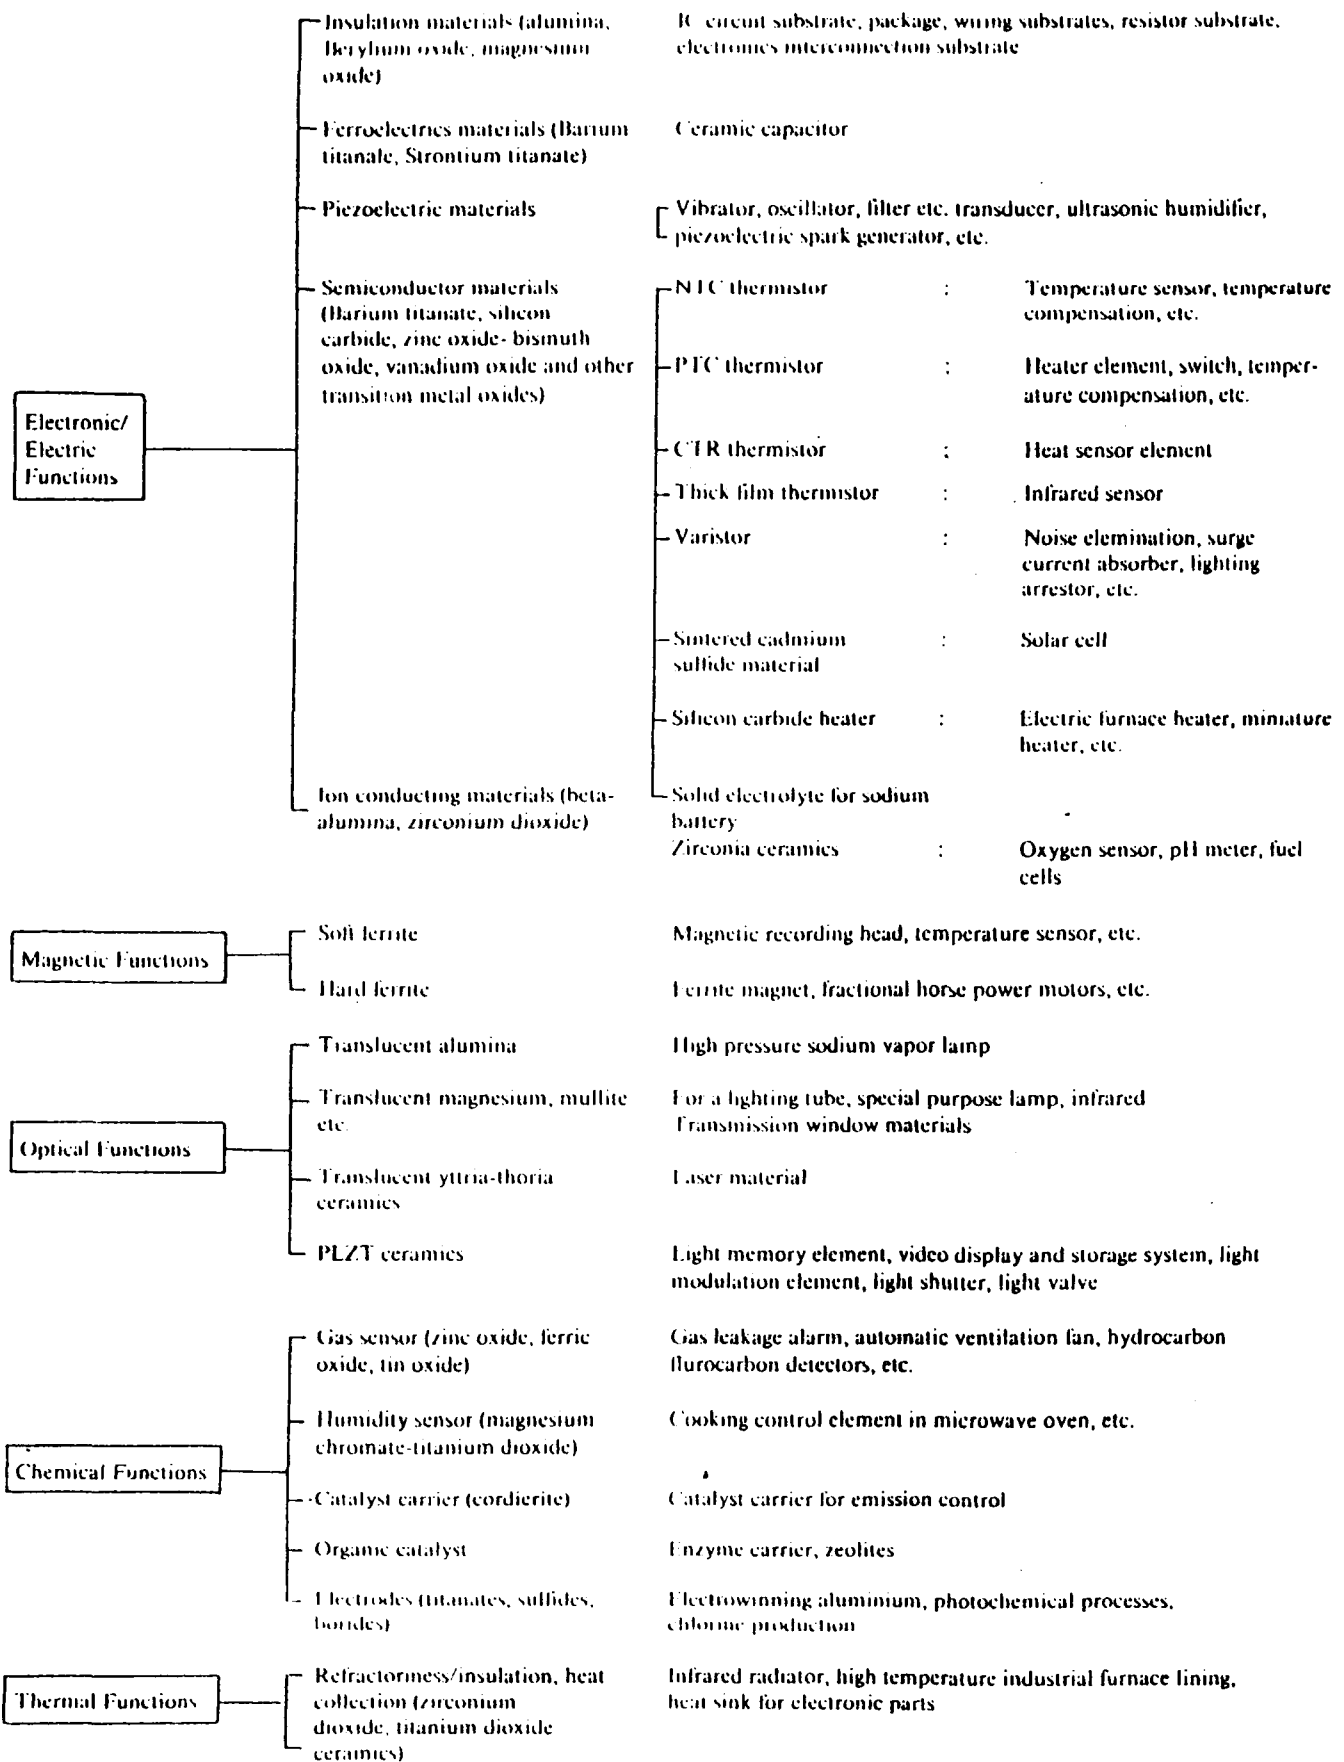 Insulation materials (alumina,
Berylium oxide, magnesium
oxide)
IC circuit substrate, package, wiring substrates, resistor substrate,
electronics interconnection substrate
Ferroelectrics materials (Barium
titanale, Strontium titanate)
Ceramic capacitor
Piezoelectric materials
Vibrator, oscillator, filter etc. transducer, ultrasonic humidifier,
piezoelectric spark generator, etc.
Electronic/
Electric
Functions
Semiconductor materials
(Barium titanate, silicon
carbide, zinc oxide- bismuth
oxide, vanadium oxide and other
transition metal oxides)
NTC thermistor : Temperature sensor, temperature
compensation, etc.
PTC thermistor : Heater element, switch, temper-
ature compensation, etc.
CTR thermistor : Heat sensor element
Thick film thermistor : Infrared sensor
Varistor : Noise elemination, surge
current absorber, lighting
arrestor, etc.
Sintered cadmium : Solar cell
sulfide material
Silicon carbide heater : Electric furnace heater, miniature
heater, etc.
Ion conducting materials (beta-
alumina, zirconium dioxide)
Solid electrolyte for sodium
battery
Zirconia ceramics : Oxygen sensor, pH meter, fuel
cells
Magnetic Functions
Soft ferrite
Magnetic recording head, temperature sensor, etc.
Hard ferrite
Ferrite magnet, fractional horse power motors, etc.
Optical Functions
Translucent alumina
High pressure sodium vapor lamp
Translucent magnesium, mullite
etc.
For a lighting tube, special purpose lamp, infrared
Transmission window materials
Translucent yttria-thoria
ceramics
Laser material
PLZT ceramics
Light memory element, video display and storage system, light
modulation element, light shutter, light valve
Chemical Functions
Gas sensor (zinc oxide, ferric
oxide, tin oxide)
Gas leakage alarm, automatic ventilation fan, hydrocarbon
flurocarbon detectors, etc.
Humidity sensor (magnesium
chromate-titanium dioxide)
Cooking control element in microwave oven, etc.
Catalyst carrier (cordierite)
Catalyst carrier for emission control
Organic catalyst
Enzyme carrier, zeolites
Electrodes (titanates, sulfides,
borides)
Electrowinning aluminium, photochemical processes,
chlorine production
Thermal Functions
Refractoriness/insulation, heat
collection (zirconium
dioxide, titanium dioxide
ceramics)
Infrared radiator, high temperature industrial furnace lining,
heat sink for electronic parts